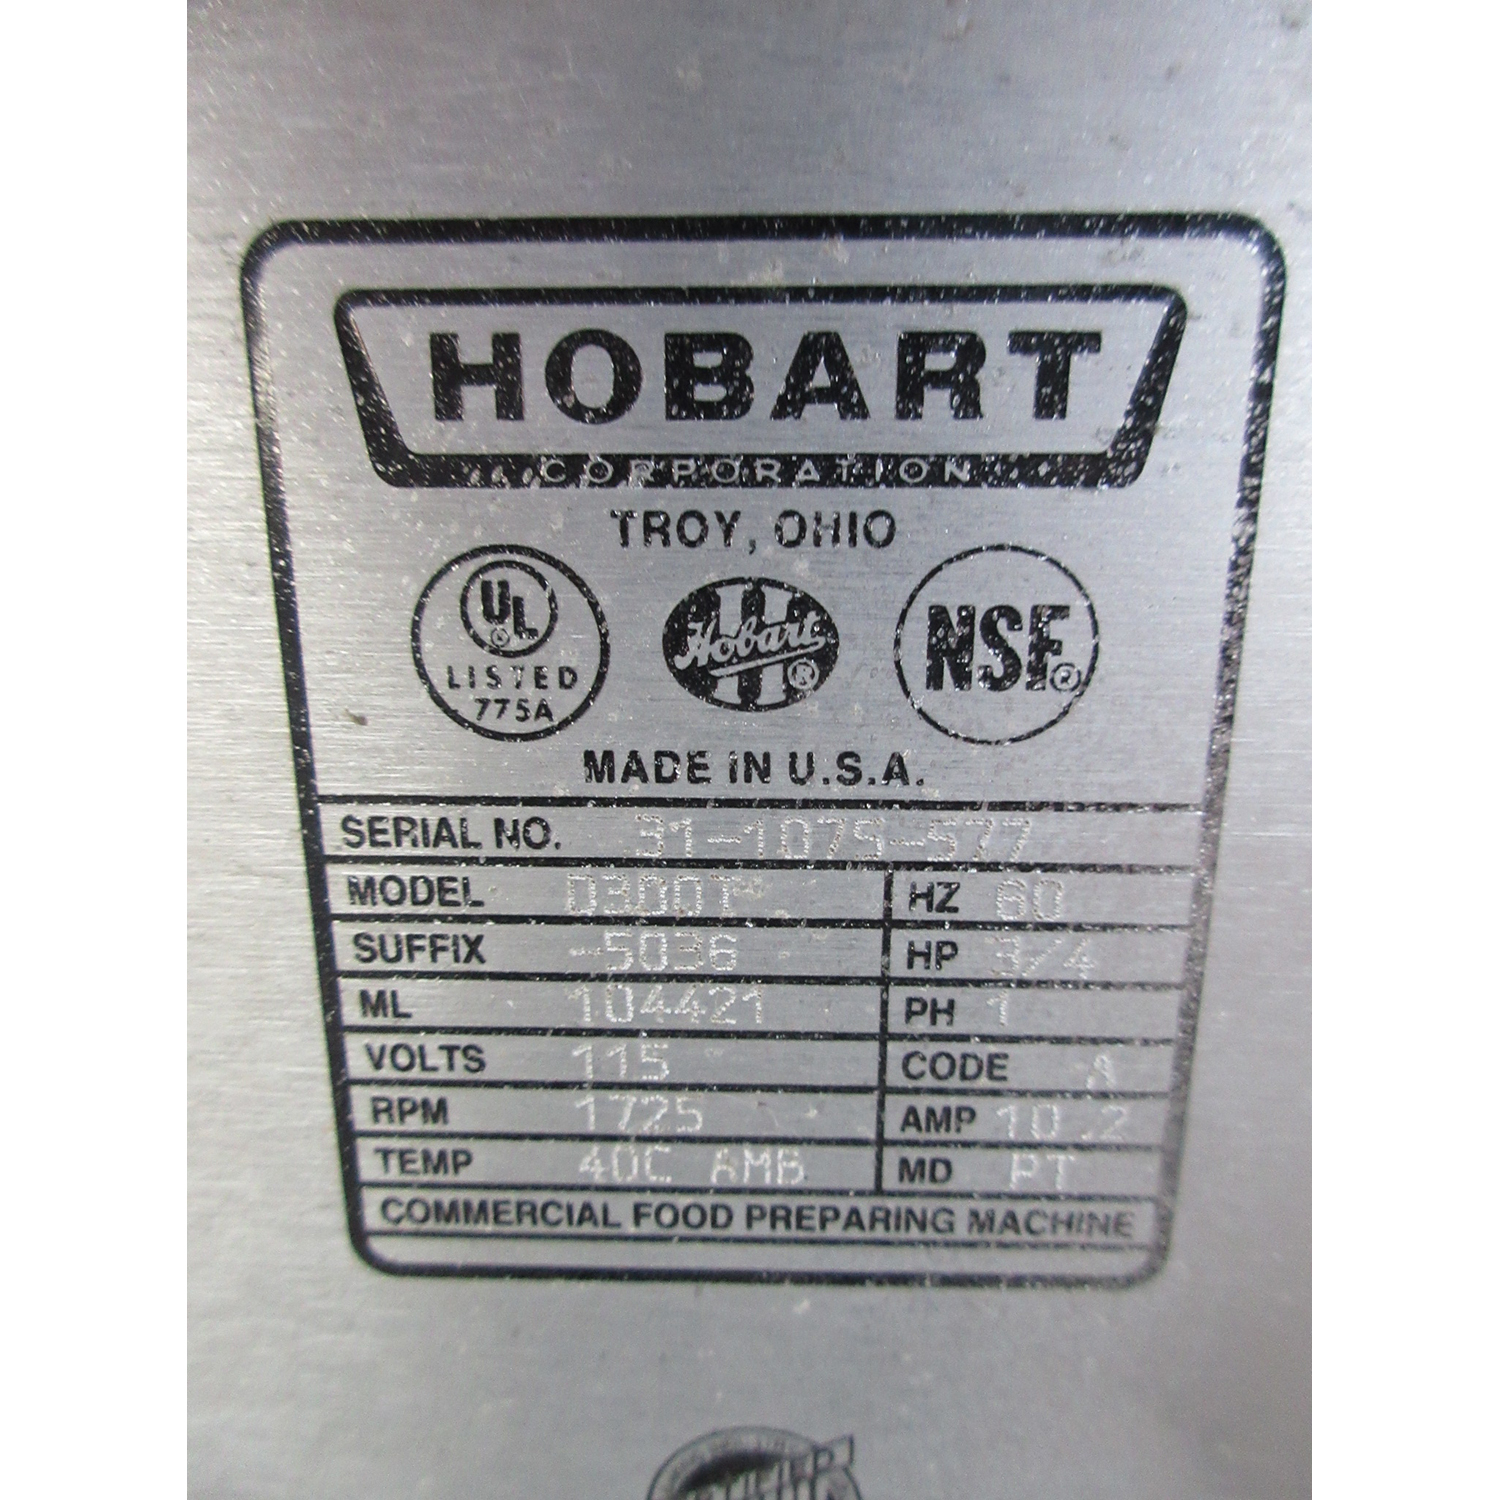 HOBART
CORPORATION
TROY, OHIO
UL ®
LISTED
775A
Hobart ®
NSF®
MADE IN U.S.A.
SERIAL NO. 31-1079-577
MODEL D300T HZ 60
SUFFIX -5036 HP 3/4
ML 104421 PH 1
VOLTS 115 CODE A
RPM 1725 AMP 10.2
TEMP 40C AMB MD PT
COMMERCIAL FOOD PREPARING MACHINE